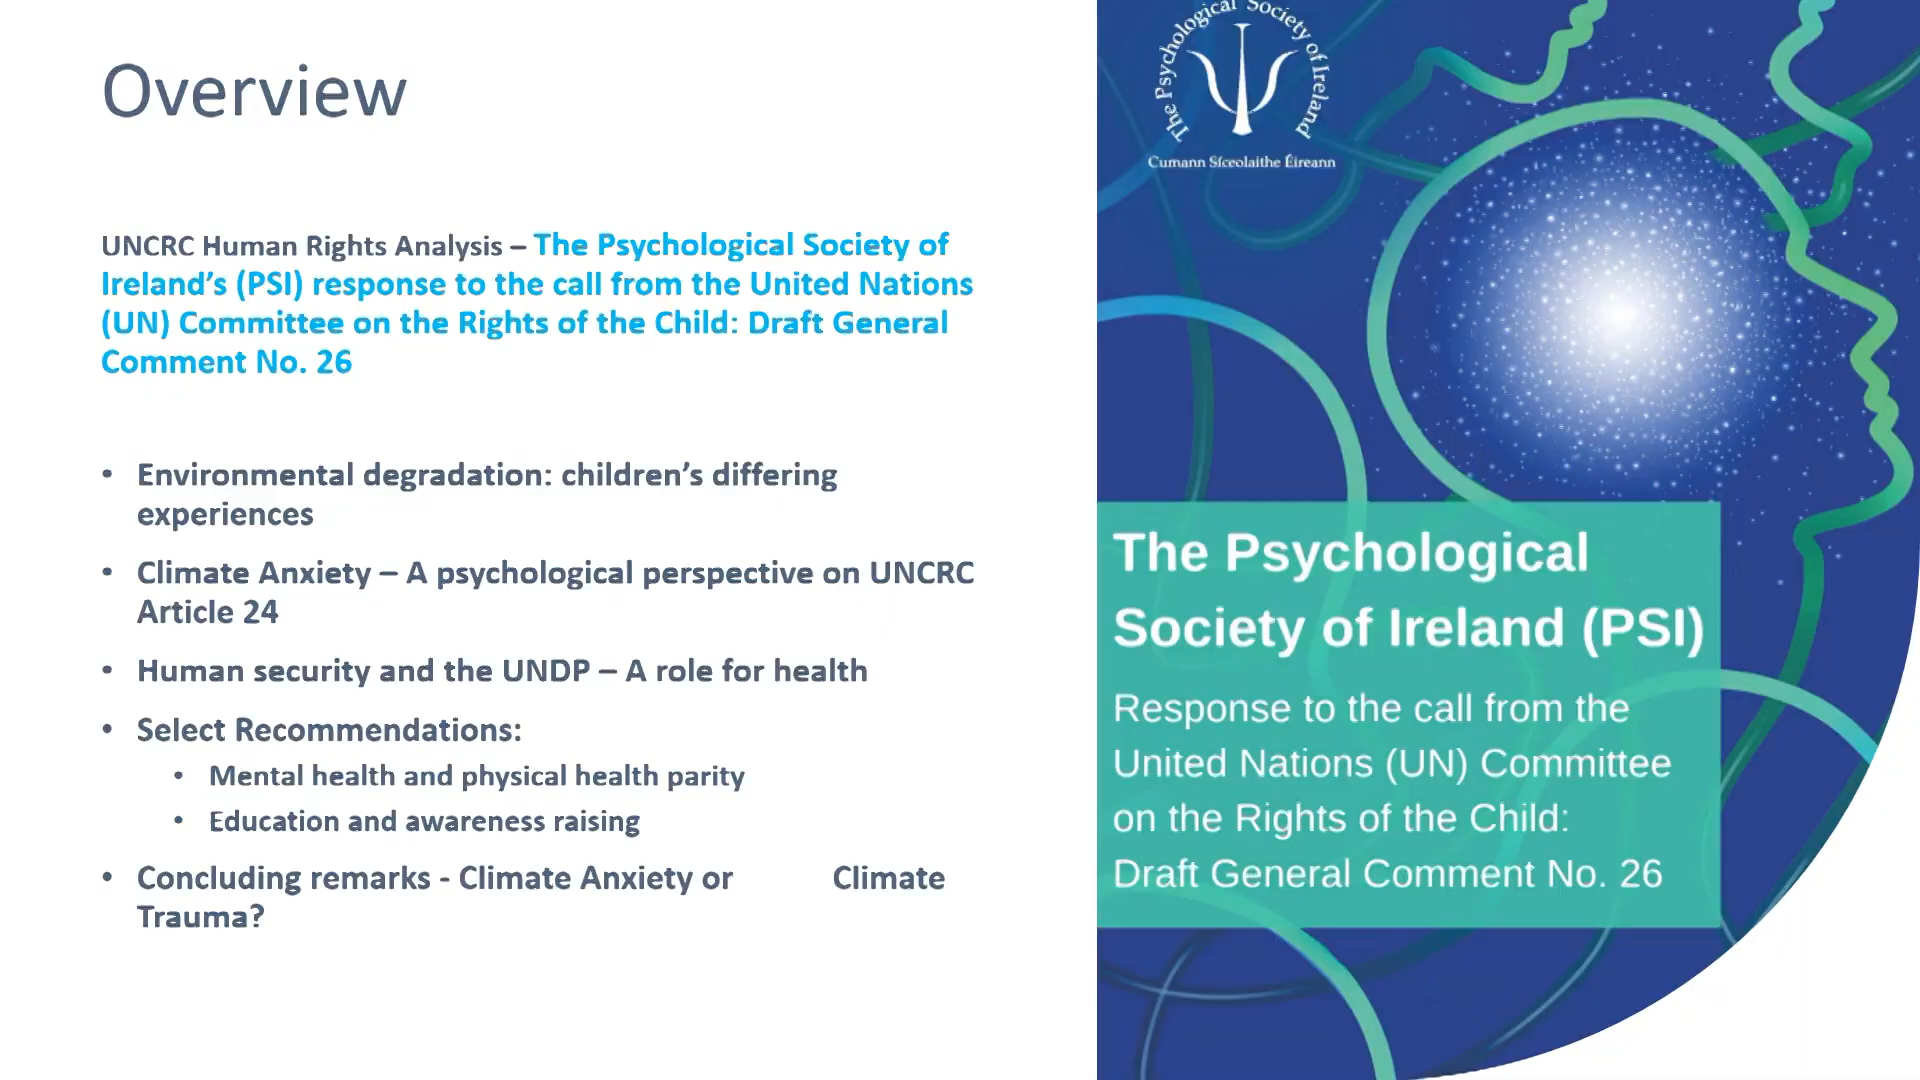 Overview
UNCRC Human Rights Analysis – The Psychological Society of
Ireland’s (PSI) response to the call from the United Nations
(UN) Committee on the Rights of the Child: Draft General
Comment No. 26
• Environmental degradation: children’s differing
experiences
• Climate Anxiety – A psychological perspective on UNCRC
Article 24
• Human security and the UNDP – A role for health
• Select Recommendations:
• Mental health and physical health parity
• Education and awareness raising
• Concluding remarks - Climate Anxiety or Climate
Trauma?
The Psychological Society of Ireland
Cumann Síceolaithe Éireann
The Psychological
Society of Ireland (PSI)
Response to the call from the
United Nations (UN) Committee
on the Rights of the Child:
Draft General Comment No. 26